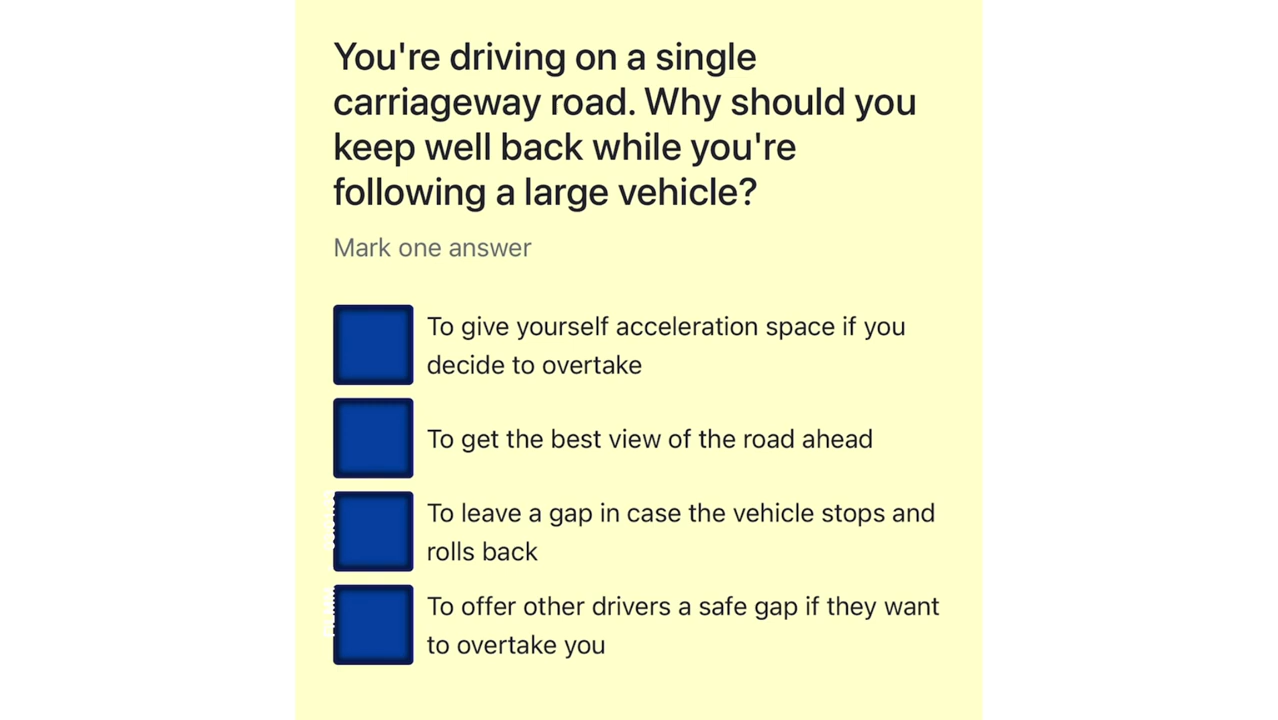 You're driving on a single
carriageway road. Why should you
keep well back while you're
following a large vehicle?
Mark one answer
To give yourself acceleration space if you
decide to overtake
To get the best view of the road ahead
To leave a gap in case the vehicle stops and
rolls back
To offer other drivers a safe gap if they want
to overtake you